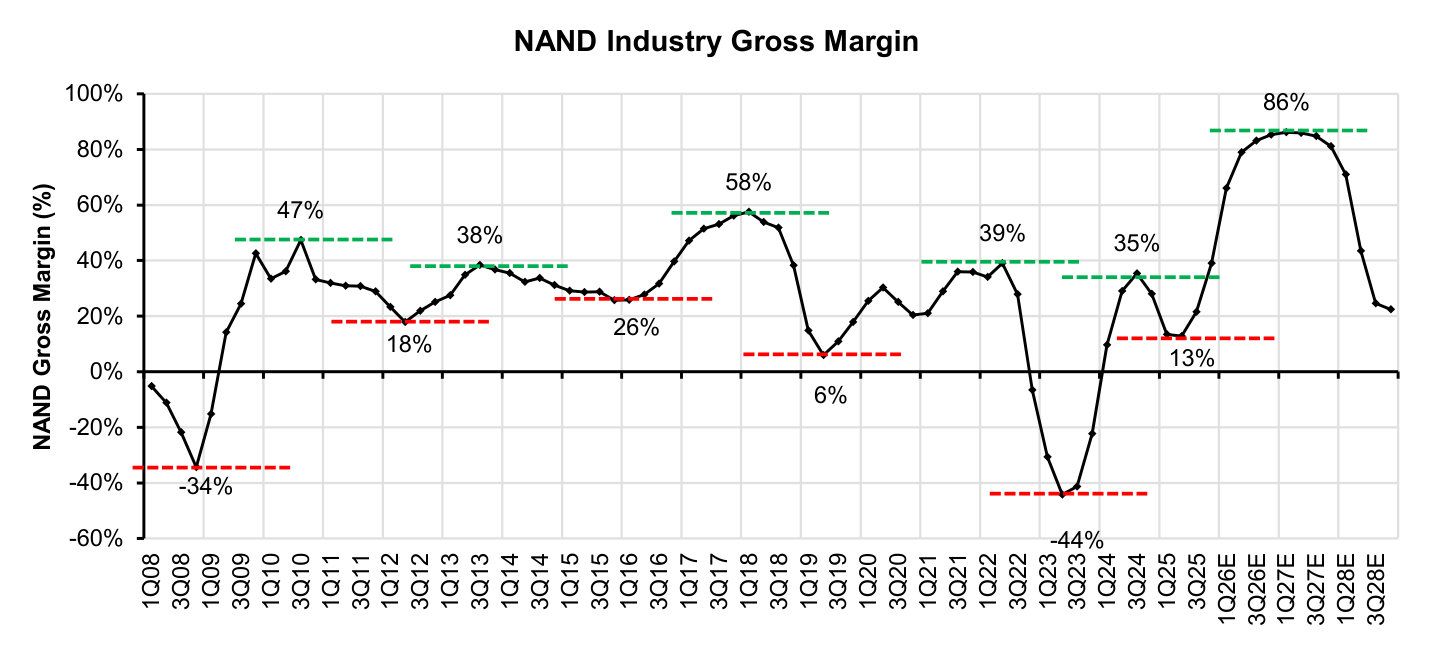 NAND Industry Gross Margin
NAND Gross Margin (%)
100%
80%
60%
40%
20%
0%
-20%
-40%
-60%
-34%
47%
18%
38%
26%
58%
6%
39%
-44%
35%
13%
86%
1Q08
3Q08
1Q09
3Q09
1Q10
3Q10
1Q11
3Q11
1Q12
3Q12
1Q13
3Q13
1Q14
3Q14
1Q15
3Q15
1Q16
3Q16
1Q17
3Q17
1Q18
3Q18
1Q19
3Q19
1Q20
3Q20
1Q21
3Q21
1Q22
3Q22
1Q23
3Q23
1Q24
3Q24
1Q25
3Q25
1Q26E
3Q26E
1Q27E
3Q27E
1Q28E
3Q28E